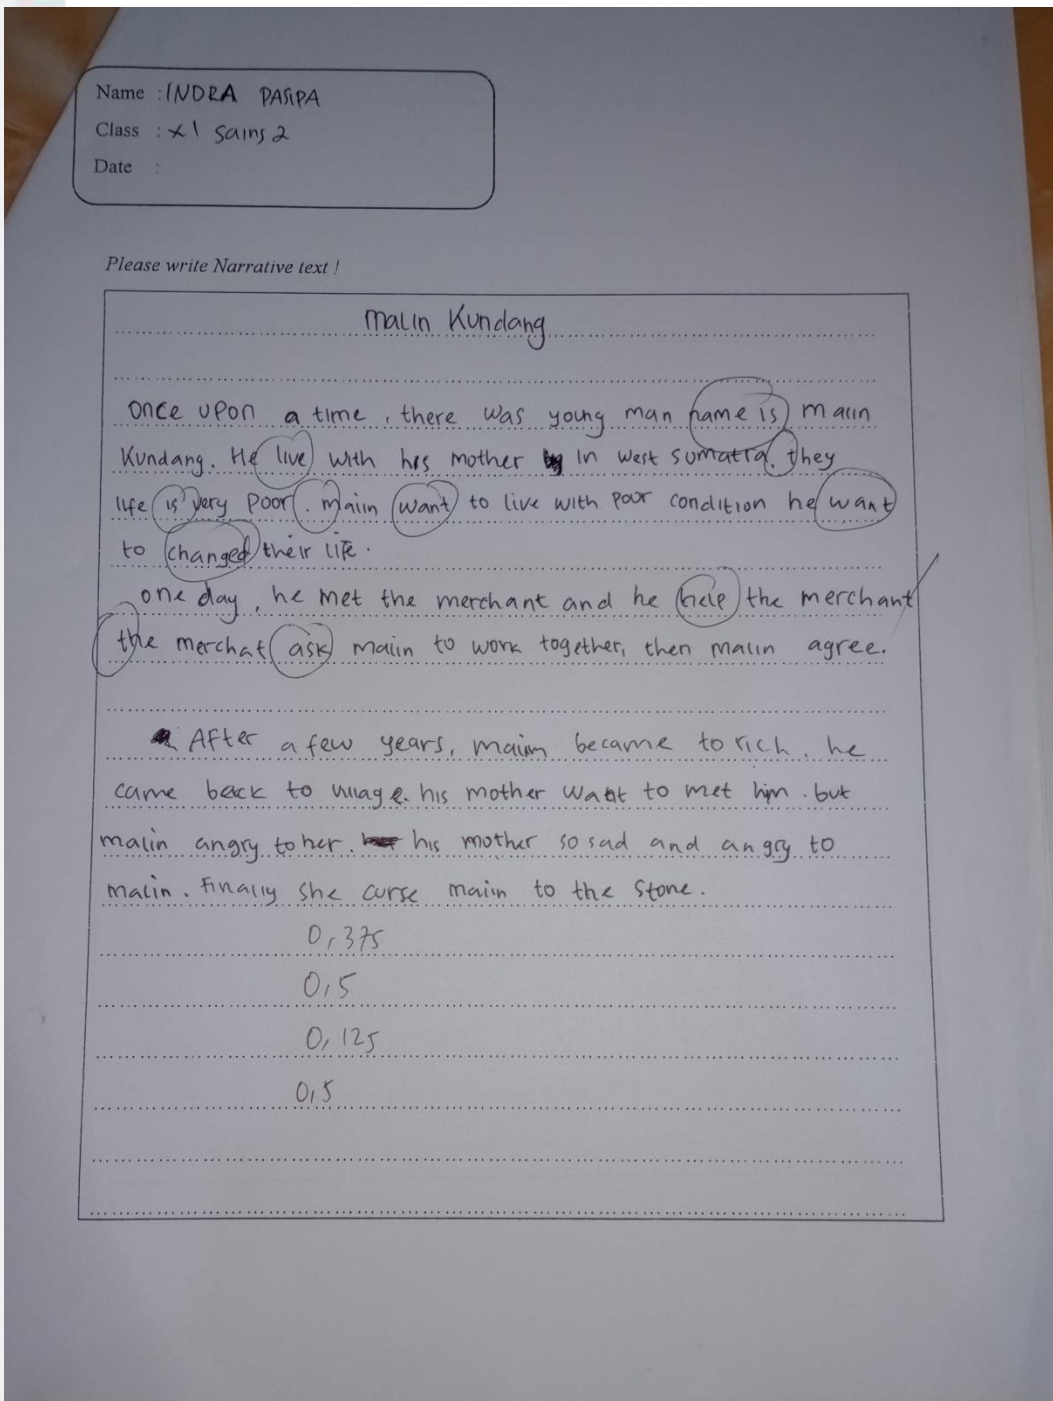 Name : INDRA PASIPA
Class : XI Sains 2
Date :
Please write Narrative text !
Malin Kundang
Once upon a time, there was young man name is malin
Kundang. He live with his mother in west sumatra. they
life is very poor. malin want to live with poor condition he want
to changed their life.
one day, he met the merchant and he help the merchant
the merchat ask malin to work together, then malin agree.
After a few years, malin became to rich. he
came back to village. his mother want to met him. but
malin angry to her. his mother so sad and angry to
malin. Finally she curse malin to the stone.
0,375
0,5
0,125
0,5